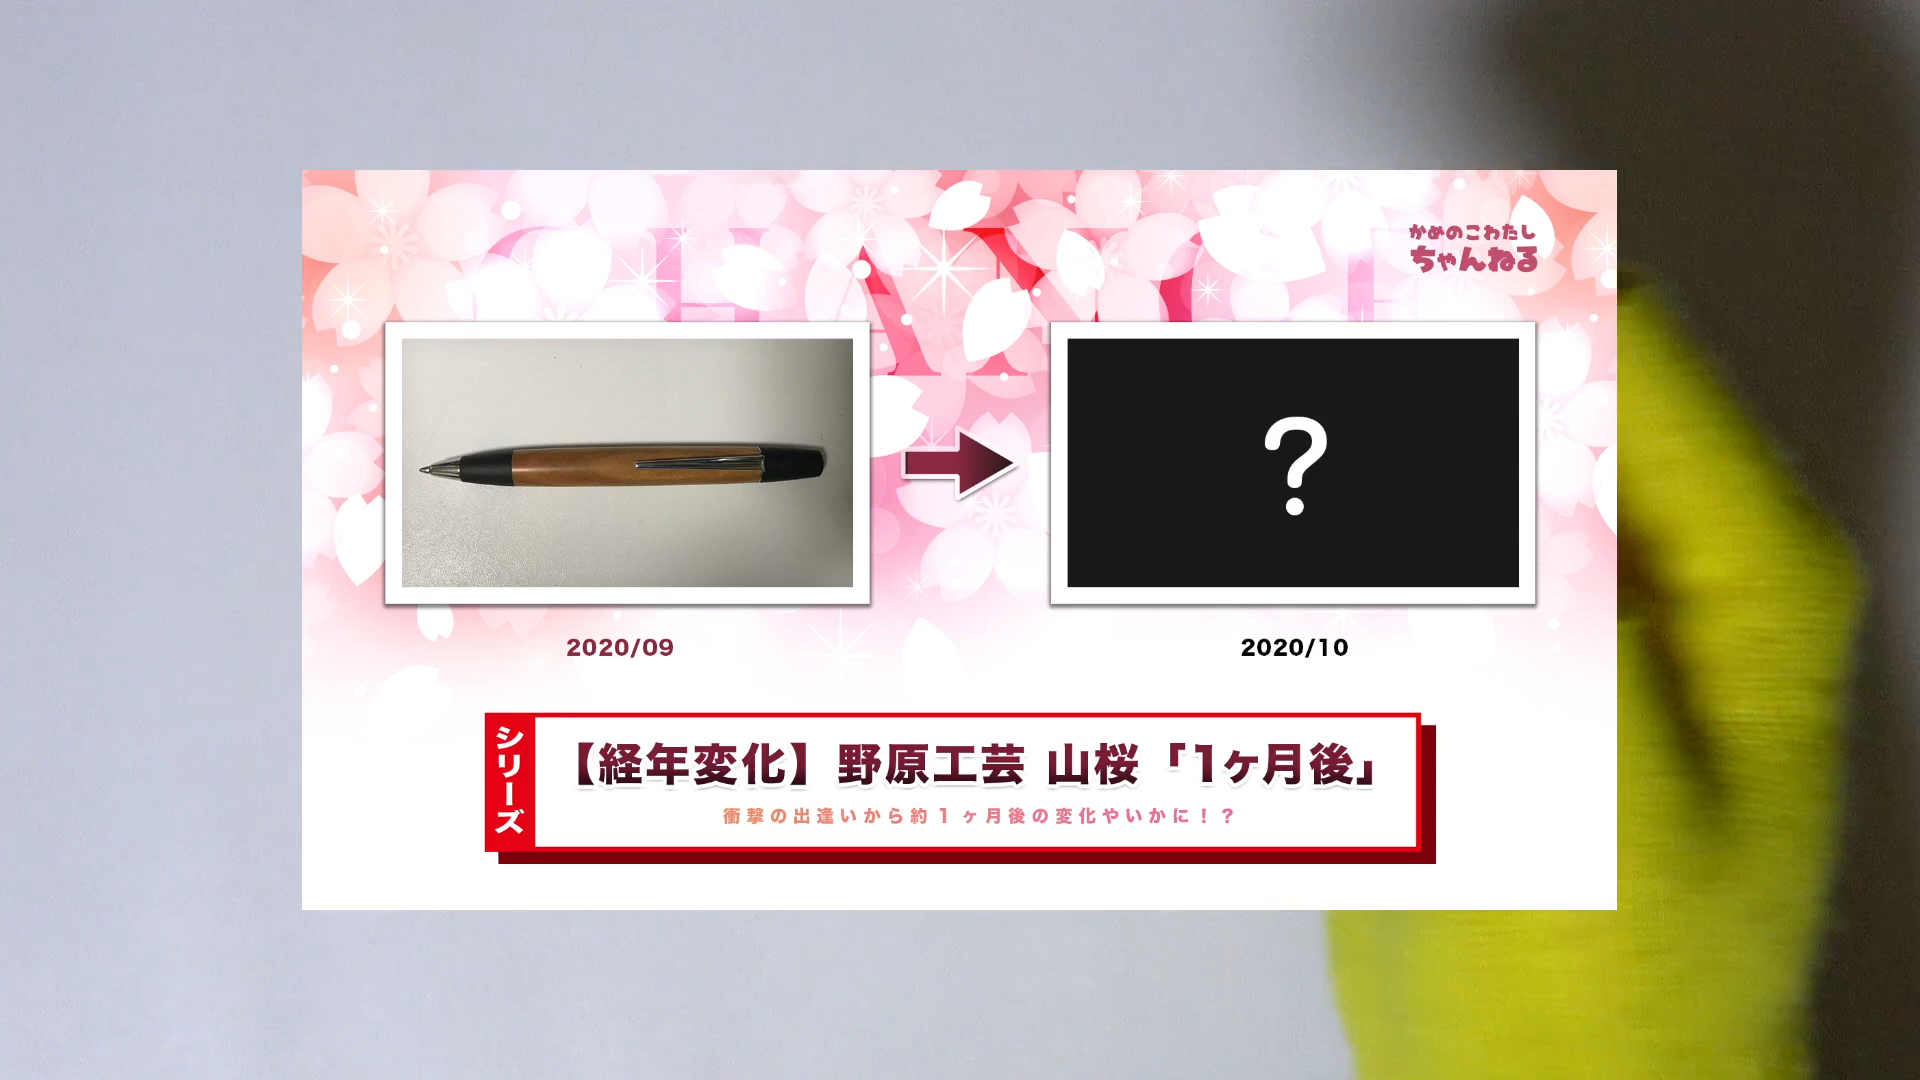 かめのこわたし
ちゃんねる
2020/09
?
2020/10
シリーズ
【経年変化】野原工芸 山桜「1ヶ月後」
衝撃の出逢いから約1ヶ月後の変化やいかに!?